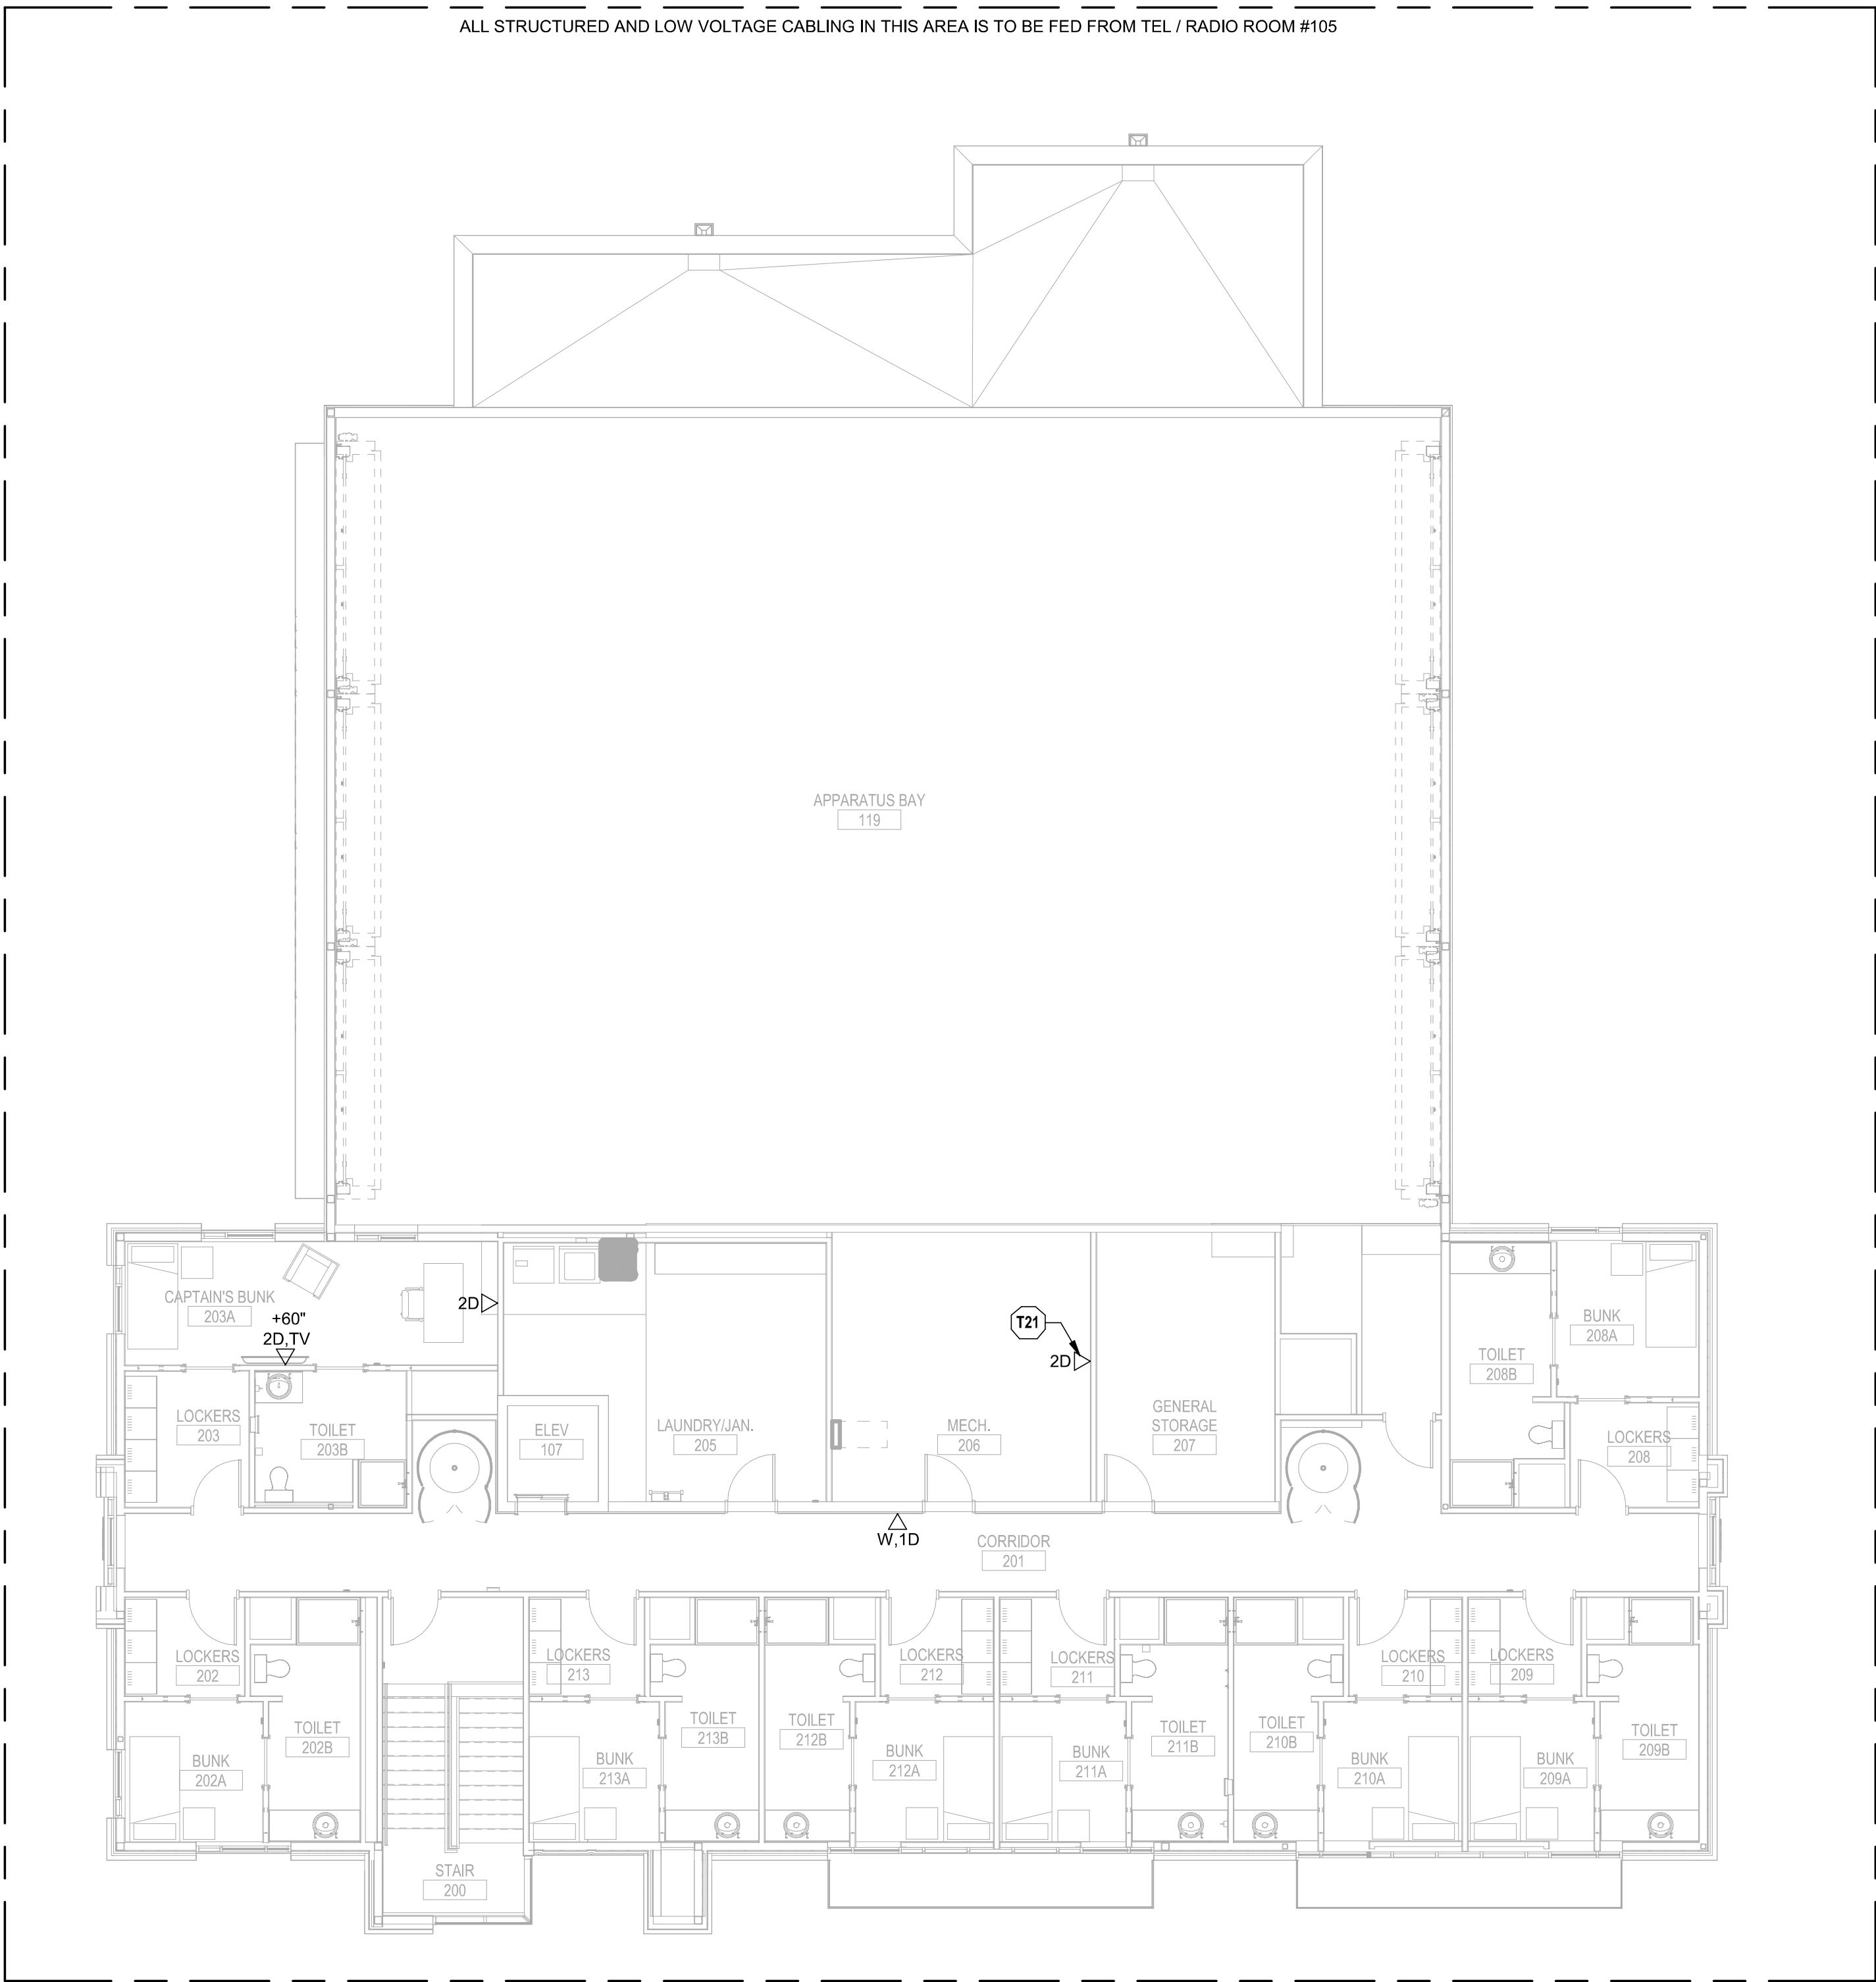 ALL STRUCTURED AND LOW VOLTAGE CABLING IN THIS AREA IS TO BE FED FROM TEL / RADIO ROOM #105
APPARATUS BAY
119
CAPTAIN'S BUNK
203A
+60"
2D,TV
2D
T21
2D
BUNK
208A
TOILET
208B
LOCKERS
203
TOILET
203B
ELEV
107
LAUNDRY/JAN.
205
MECH.
206
GENERAL
STORAGE
207
LOCKERS
208
W,1D
CORRIDOR
201
LOCKERS
202
LOCKERS
213
LOCKERS
212
LOCKERS
211
LOCKERS
210
LOCKERS
209
TOILET
202B
TOILET
213B
TOILET
212B
TOILET
211B
TOILET
210B
TOILET
209B
BUNK
202A
BUNK
213A
BUNK
212A
BUNK
211A
BUNK
210A
BUNK
209A
STAIR
200